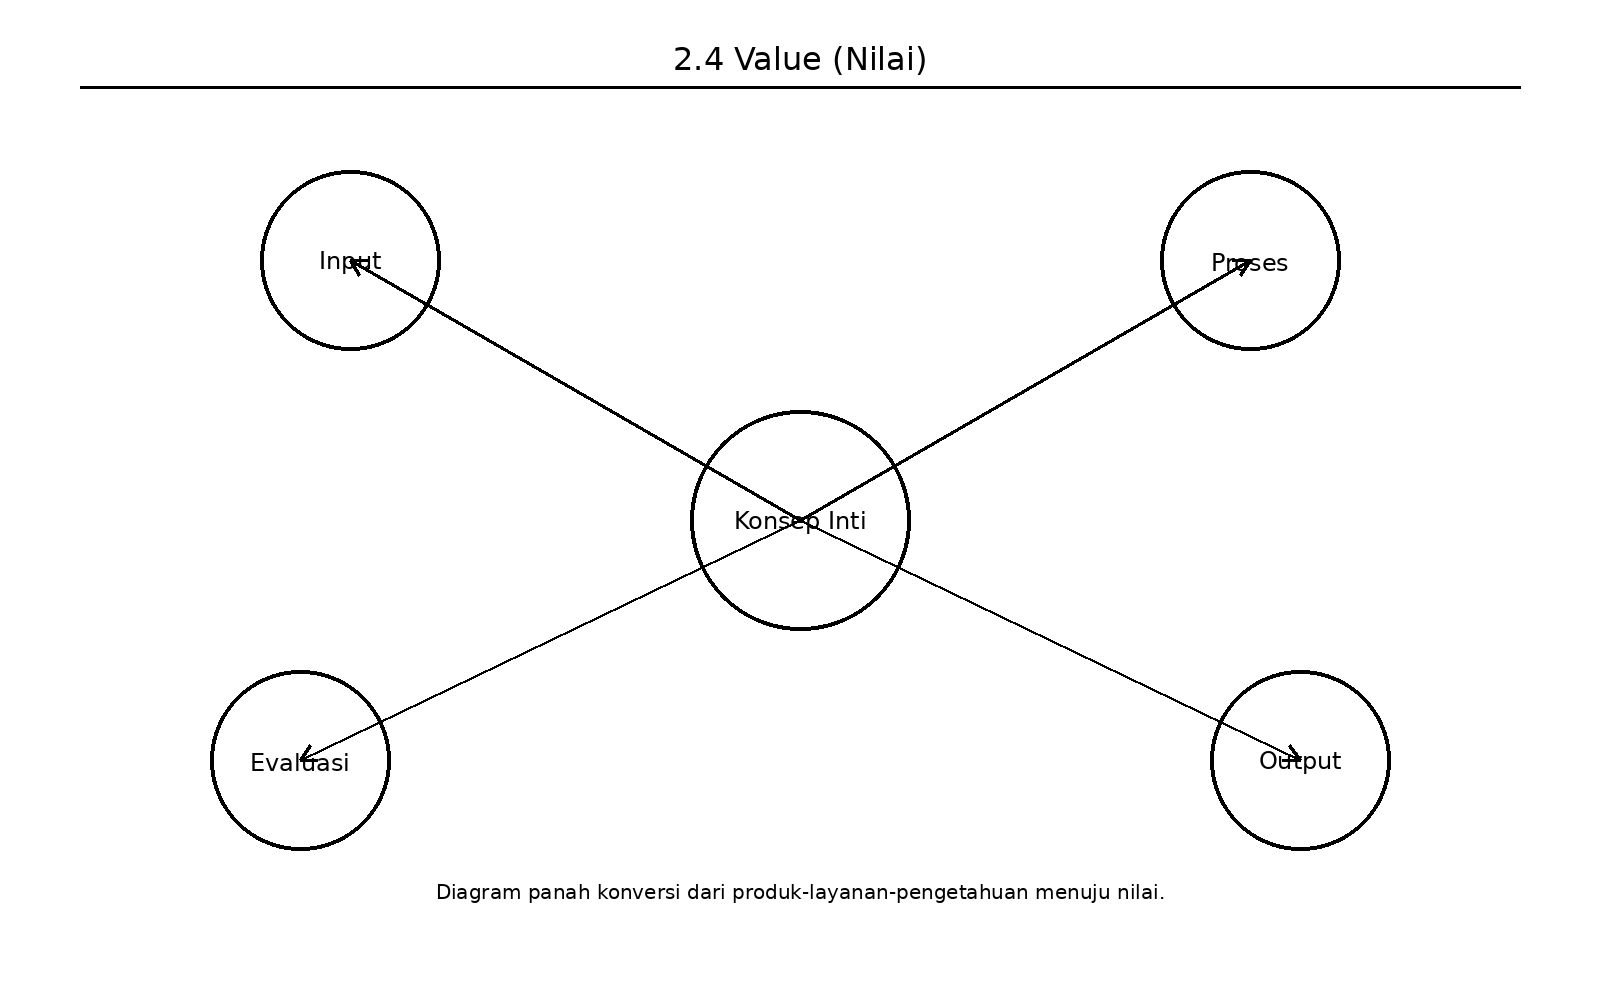 2.4 Value (Nilai)
Input
Proses
Konsep Inti
Evaluasi
Output
Diagram panah konversi dari produk-layanan-pengetahuan menuju nilai.